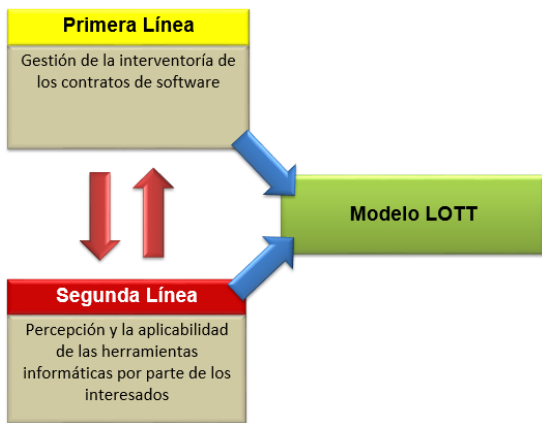 Primera Línea
Gestión de la interventoría de
los contratos de software
Modelo LOTT
Segunda Línea
Percepción y la aplicabilidad
de las herramientas
informáticas por parte de los
interesados